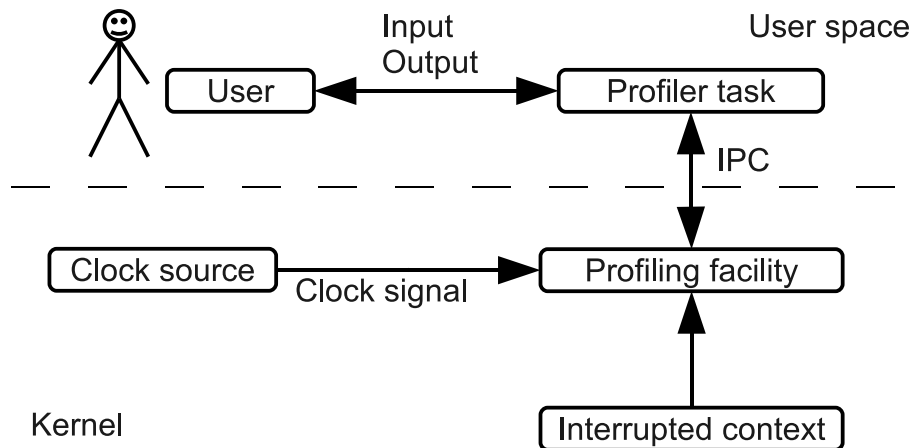 Input
Output
User space
User
Profiler task
IPC
Clock source
Clock signal
Profiling facility
Kernel
Interrupted context